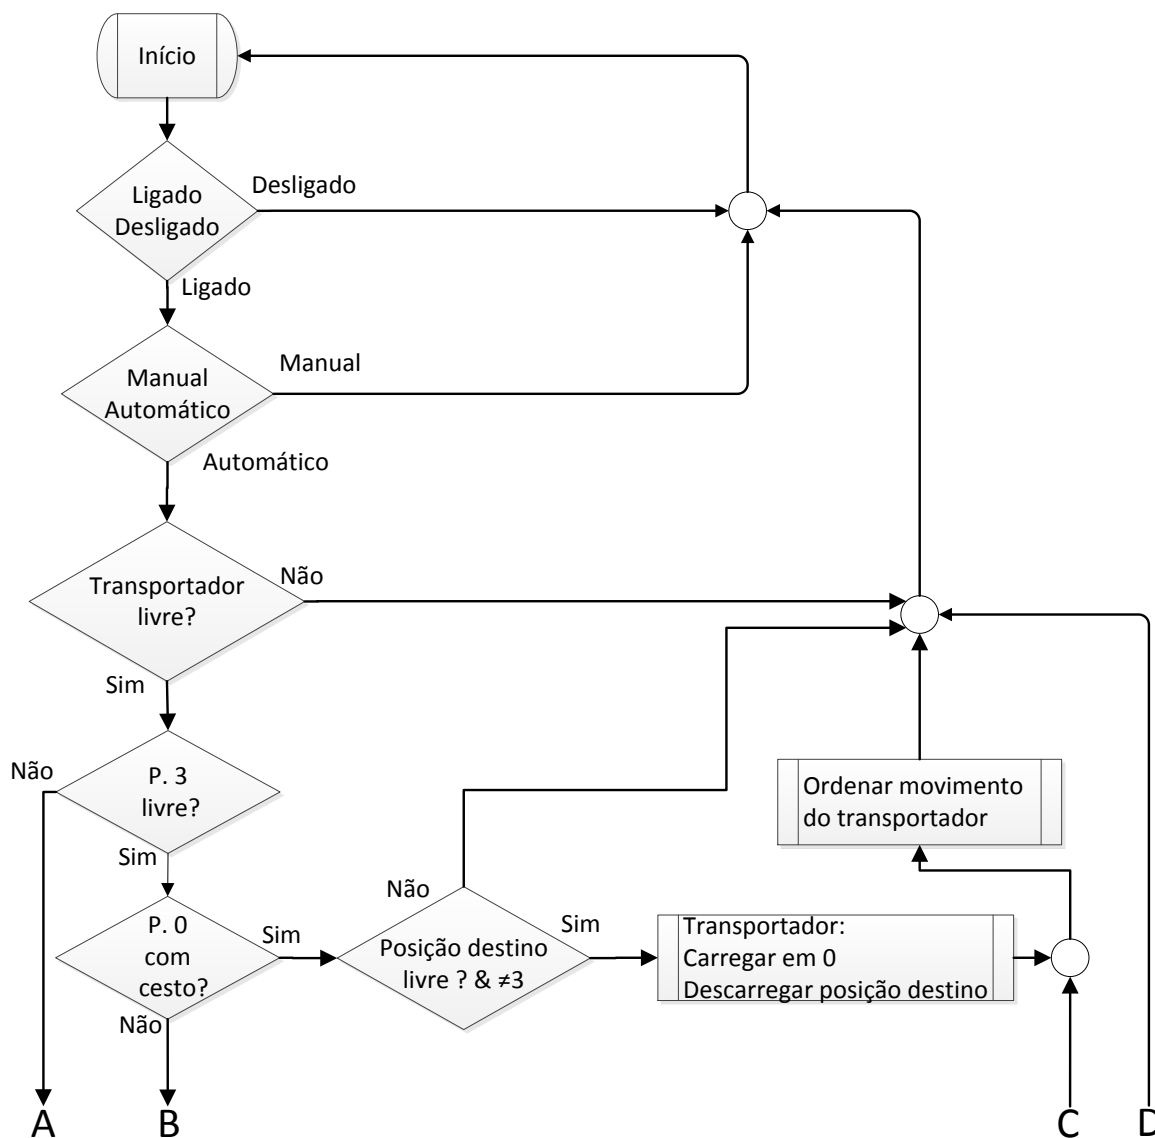 Início
Ligado
Desligado
Desligado
Ligado
Manual
Automático
Manual
Automático
Transportador
livre?
Não
Sim
Não
P. 3
livre?
Sim
Ordenar movimento
do transportador
P. 0
com
cesto?
Sim
Não
Não
Posição destino
livre ? & ≠3
Sim
Transportador:
Carregar em 0
Descarregar posição destino
A
B
C
D